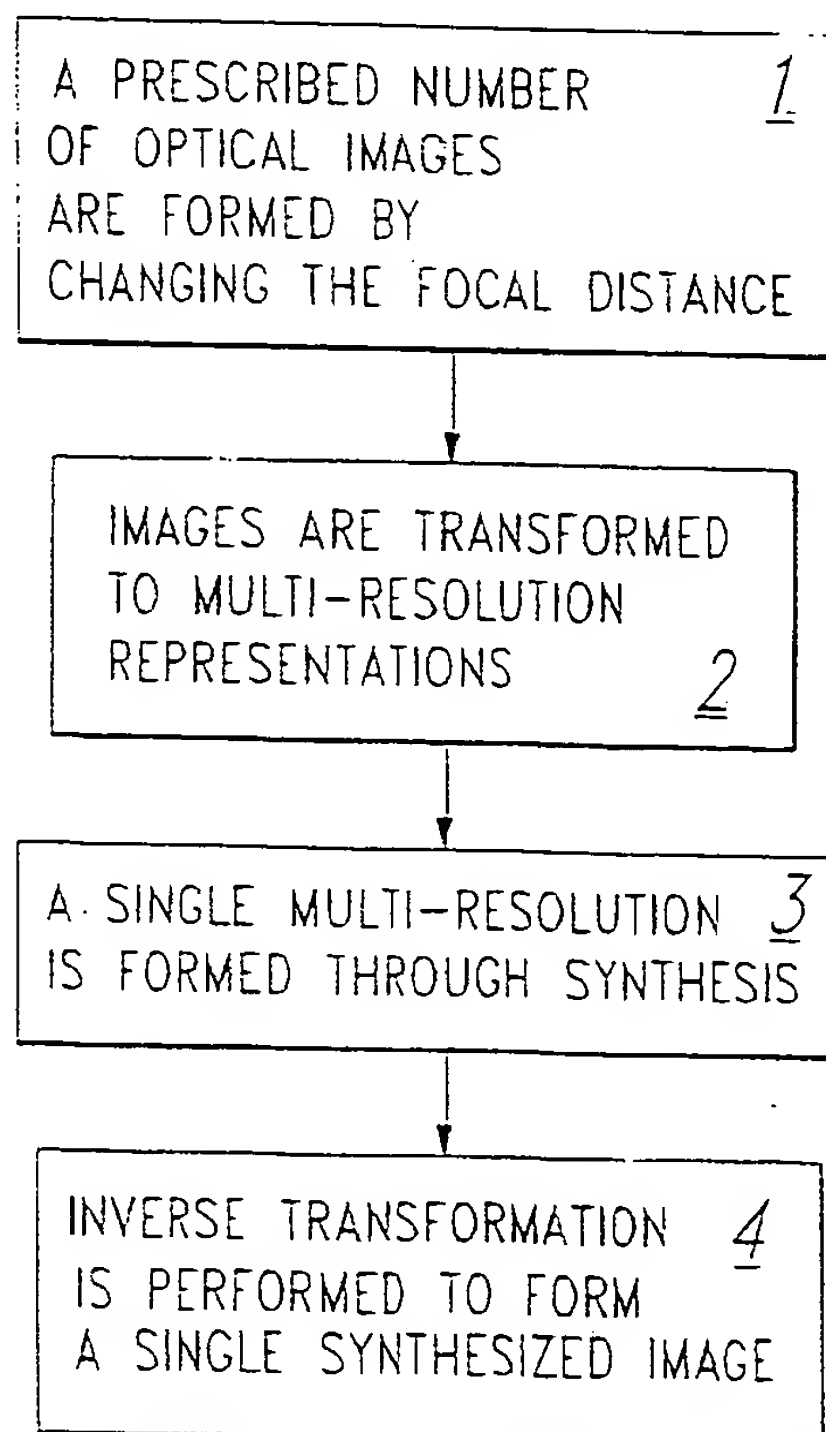 A PRESCRIBED NUMBER 1
OF OPTICAL IMAGES
ARE FORMED BY
CHANGING THE FOCAL DISTANCE
IMAGES ARE TRANSFORMED
TO MULTI-RESOLUTION
REPRESENTATIONS 2
A SINGLE MULTI-RESOLUTION 3
IS FORMED THROUGH SYNTHESIS
INVERSE TRANSFORMATION 4
IS PERFORMED TO FORM
A SINGLE SYNTHESIZED IMAGE